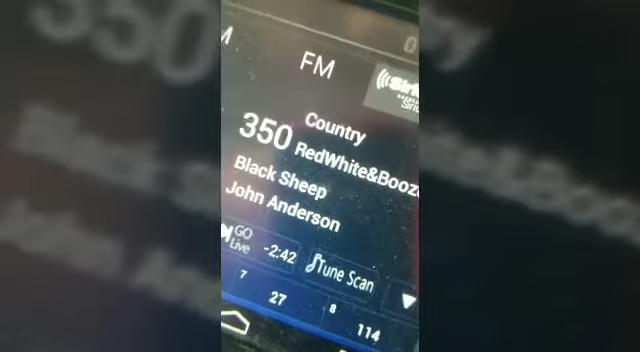 M
FM
Country
350
RedWhite&Booz
Black Sheep
John Anderson
GO
Live
-2:42
Tune Scan
7
27
8
114